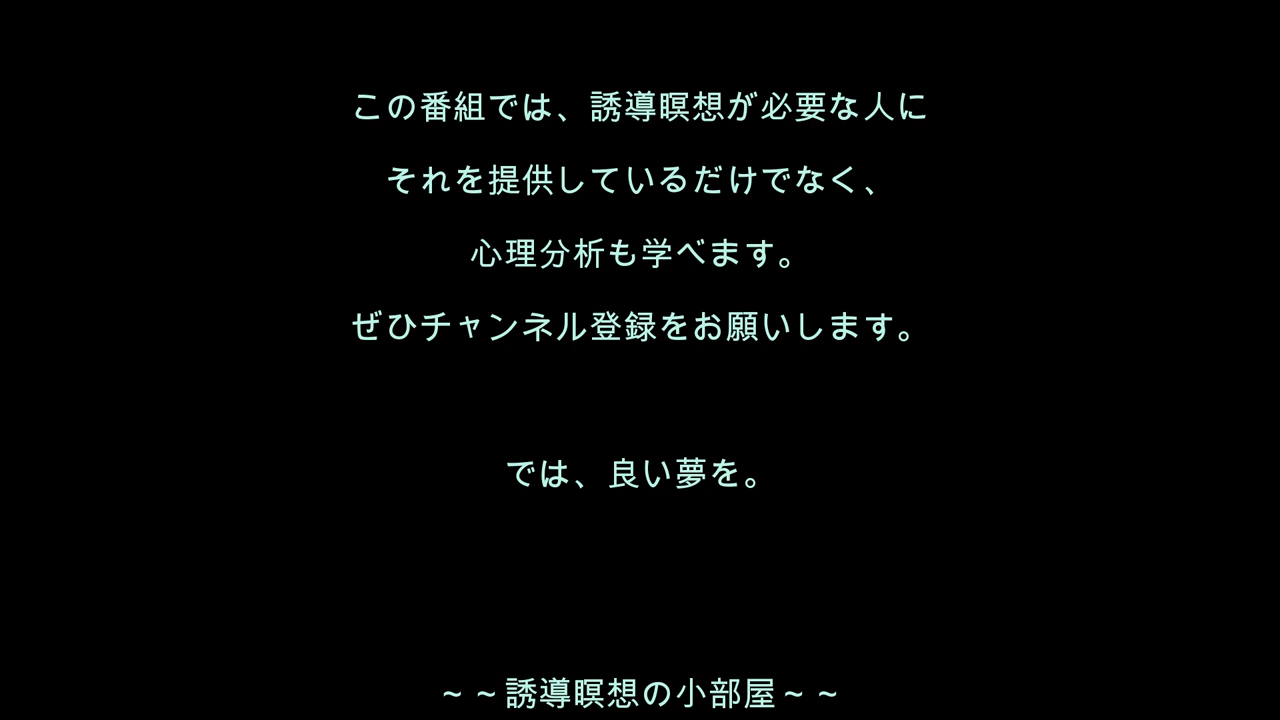 この番組では、誘導瞑想が必要な人に
それを提供しているだけでなく、
心理分析も学べます。
ぜひチャンネル登録をお願いします。
では、良い夢を。
~ ~ 誘導瞑想の小部屋 ~ ~